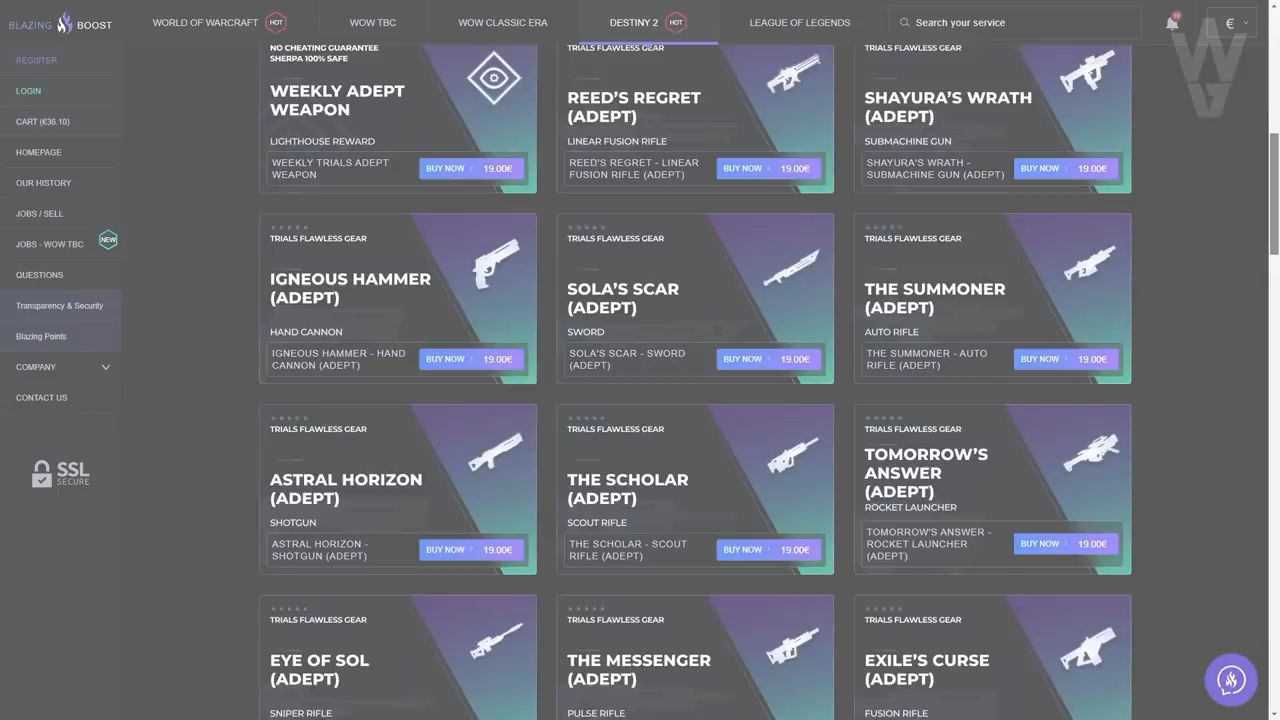 BLAZING BOOST
WORLD OF WARCRAFT HOT
WOW TBC
WOW CLASSIC ERA
DESTINY 2 HOT
LEAGUE OF LEGENDS
Search your service
€
REGISTER
LOGIN
CART (€36.10)
HOMEPAGE
OUR HISTORY
JOBS / SELL
JOBS - WOW TBC NEW
QUESTIONS
Transparency & Security
Blazing Points
COMPANY
CONTACT US
SSL
SECURE
NO CHEATING GUARANTEE
SHERPA 100% SAFE
WEEKLY ADEPT
WEAPON
LIGHTHOUSE REWARD
WEEKLY TRIALS ADEPT
WEAPON
BUY NOW 19.00€
TRIALS FLAWLESS GEAR
REED'S REGRET
(ADEPT)
LINEAR FUSION RIFLE
REED'S REGRET - LINEAR
FUSION RIFLE (ADEPT)
BUY NOW 19.00€
TRIALS FLAWLESS GEAR
SHAYURA'S WRATH
(ADEPT)
SUBMACHINE GUN
SHAYURA'S WRATH -
SUBMACHINE GUN (ADEPT)
BUY NOW 19.00€
TRIALS FLAWLESS GEAR
IGNEOUS HAMMER
(ADEPT)
HAND CANNON
IGNEOUS HAMMER - HAND
CANNON (ADEPT)
BUY NOW 19.00€
TRIALS FLAWLESS GEAR
SOLA'S SCAR
(ADEPT)
SWORD
SOLA'S SCAR - SWORD
(ADEPT)
BUY NOW 19.00€
TRIALS FLAWLESS GEAR
THE SUMMONER
(ADEPT)
AUTO RIFLE
THE SUMMONER - AUTO
RIFLE (ADEPT)
BUY NOW 19.00€
TRIALS FLAWLESS GEAR
ASTRAL HORIZON
(ADEPT)
SHOTGUN
ASTRAL HORIZON -
SHOTGUN (ADEPT)
BUY NOW 19.00€
TRIALS FLAWLESS GEAR
THE SCHOLAR
(ADEPT)
SCOUT RIFLE
THE SCHOLAR - SCOUT
RIFLE (ADEPT)
BUY NOW 19.00€
TRIALS FLAWLESS GEAR
TOMORROW'S
ANSWER
(ADEPT)
ROCKET LAUNCHER
TOMORROW'S ANSWER -
ROCKET LAUNCHER
(ADEPT)
BUY NOW 19.00€
TRIALS FLAWLESS GEAR
EYE OF SOL
(ADEPT)
SNIPER RIFLE
TRIALS FLAWLESS GEAR
THE MESSENGER
(ADEPT)
PULSE RIFLE
TRIALS FLAWLESS GEAR
EXILE'S CURSE
(ADEPT)
FUSION RIFLE